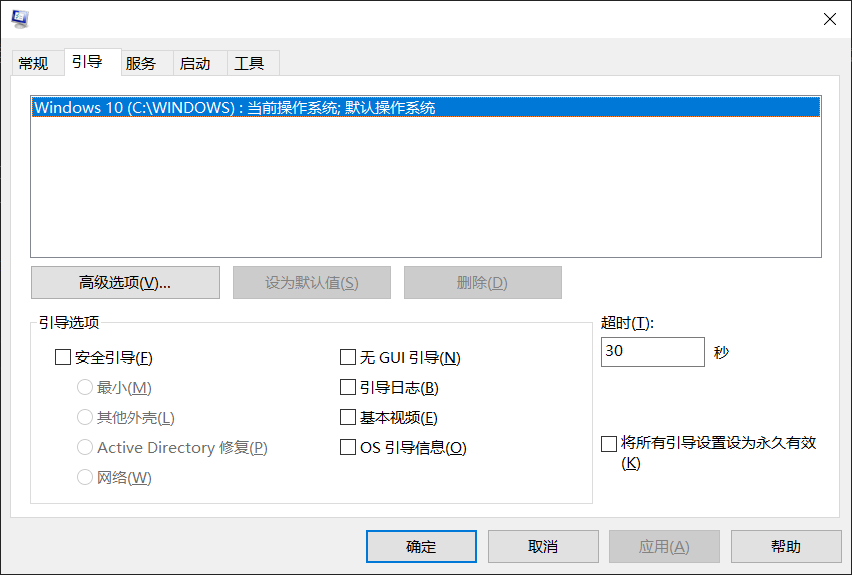 常规 引导 服务 启动 工具
Windows 10 (C:\WINDOWS) : 当前操作系统; 默认操作系统
高级选项(V)... 设为默认值(S) 删除(D)
引导选项
安全引导(F)
最小(M)
其他外壳(L)
Active Directory 修复(P)
网络(W)
无 GUI 引导(N)
引导日志(B)
基本视频(E)
OS 引导信息(O)
超时(T):
30 秒
将所有引导设置设为永久有效
(K)
确定 取消 应用(A) 帮助